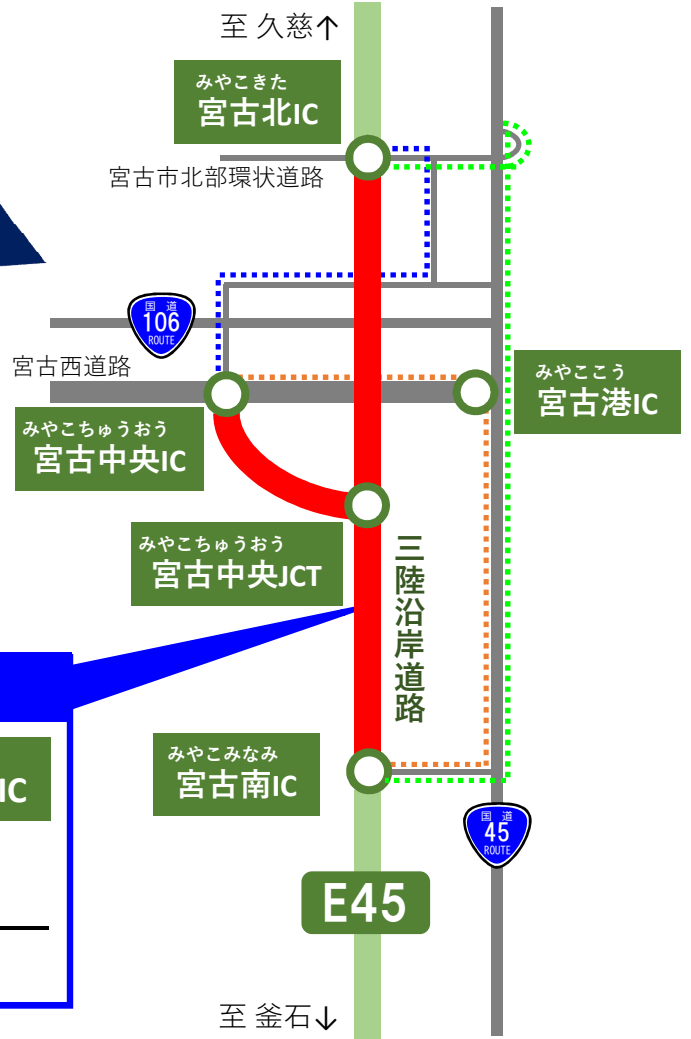 至 久慈↑
みやこきた
宮古北IC
宮古市北部環状道路
国 道
106
ROUTE
宮古西道路
みやここう
宮古港IC
みやこちゅうおう
宮古中央IC
みやこちゅうおう
宮古中央JCT
三陸沿岸道路
みやこみなみ
宮古南IC
IC
国 道
45
ROUTE
E45
至 釜石↓